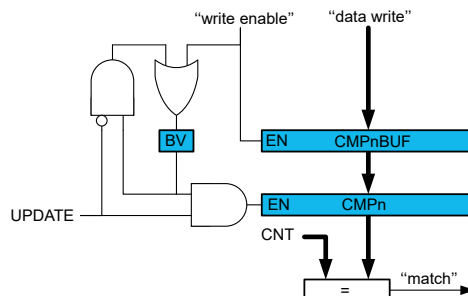 “write enable” “data write”
BV EN CMPnBUF
EN CMPn
UPDATE
CNT
= “match”